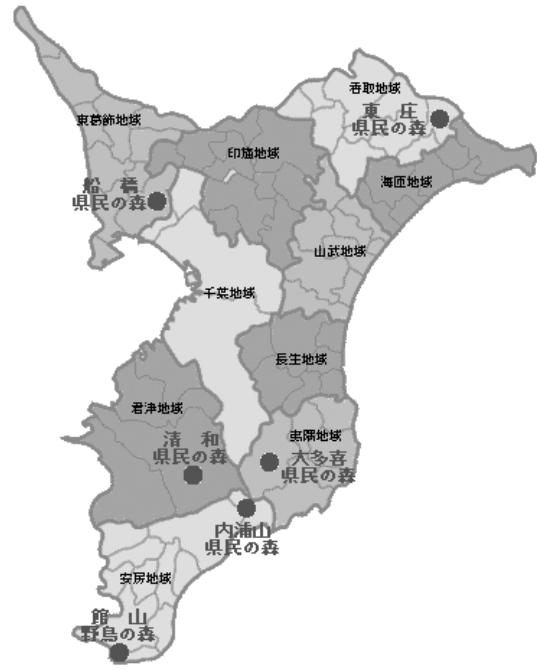 香取地域
東　庄
県民の森
東葛飾地域
印旛地域
海匝地域
船　橋
県民の森
山武地域
千葉地域
長生地域
君津地域
夷隅地域
清　和
県民の森
大多喜
県民の森
内浦山
県民の森
安房地域
館　山
野鳥の森